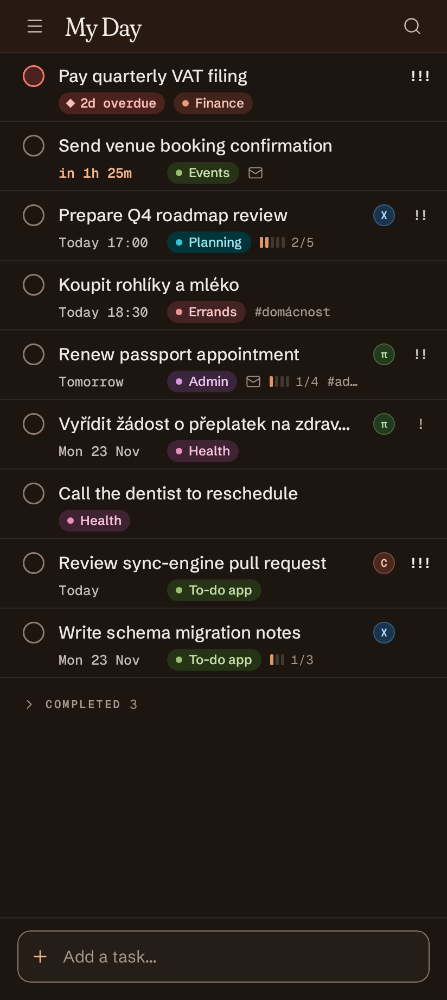 My Day
Pay quarterly VAT filing !!!
2d overdue Finance
Send venue booking confirmation
in 1h 25m Events
Prepare Q4 roadmap review X !!
Today 17:00 Planning 2/5
Koupit rohlíky a mléko
Today 18:30 Errands #domácnost
Renew passport appointment π !!
Tomorrow Admin 1/4 #ad…
Vyřídit žádost o přeplatek na zdrav… π !
Mon 23 Nov Health
Call the dentist to reschedule
Health
Review sync-engine pull request C !!!
Today To-do app
Write schema migration notes X
Mon 23 Nov To-do app 1/3
COMPLETED 3
+ Add a task…